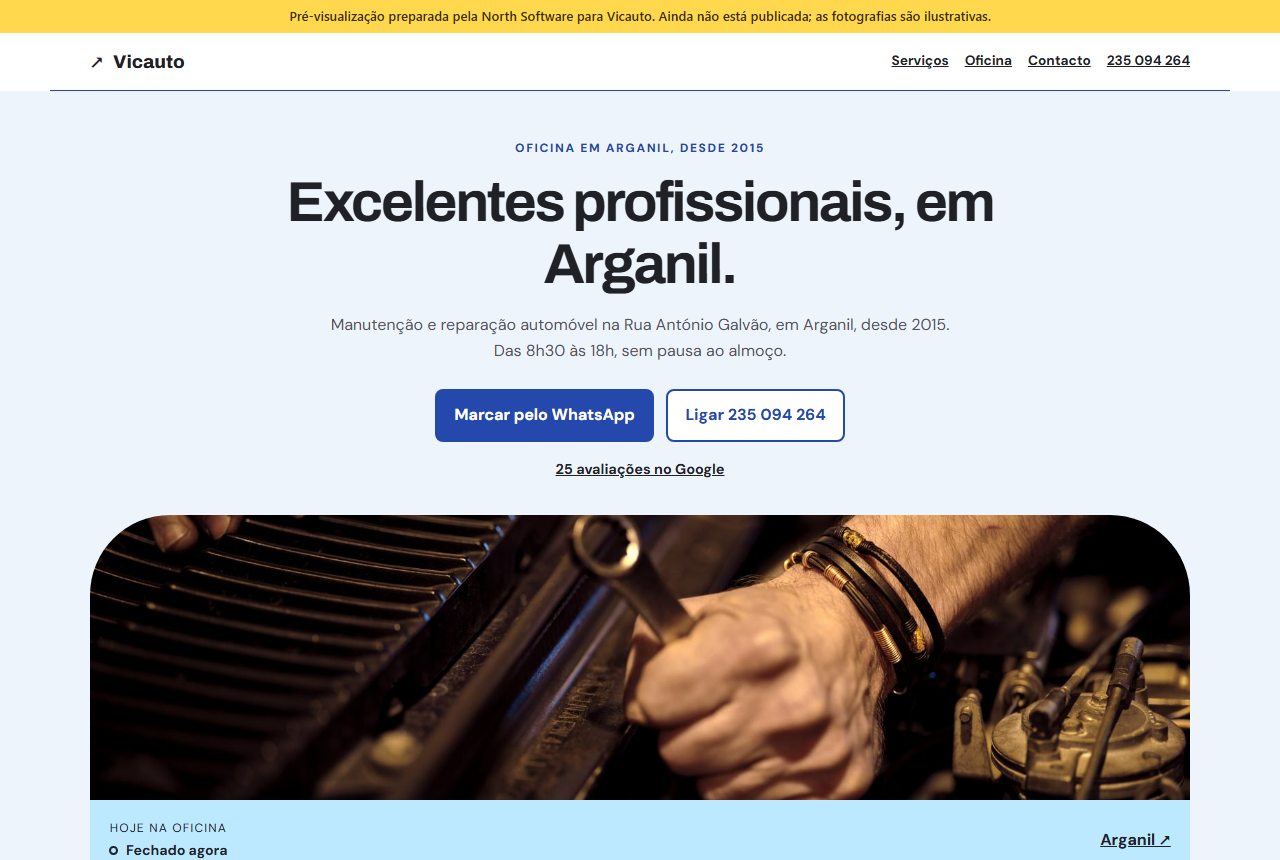 Pré-visualização preparada pela North Software para Vicauto. Ainda não está publicada; as fotografias são ilustrativas.
↗ Vicauto
Serviços Oficina Contacto 235 094 264
OFICINA EM ARGANIL, DESDE 2015
Excelentes profissionais, em
Arganil.
Manutenção e reparação automóvel na Rua António Galvão, em Arganil, desde 2015.
Das 8h30 às 18h, sem pausa ao almoço.
Marcar pelo WhatsApp
Ligar 235 094 264
25 avaliações no Google
HOJE NA OFICINA
Fechado agora
Arganil ↗